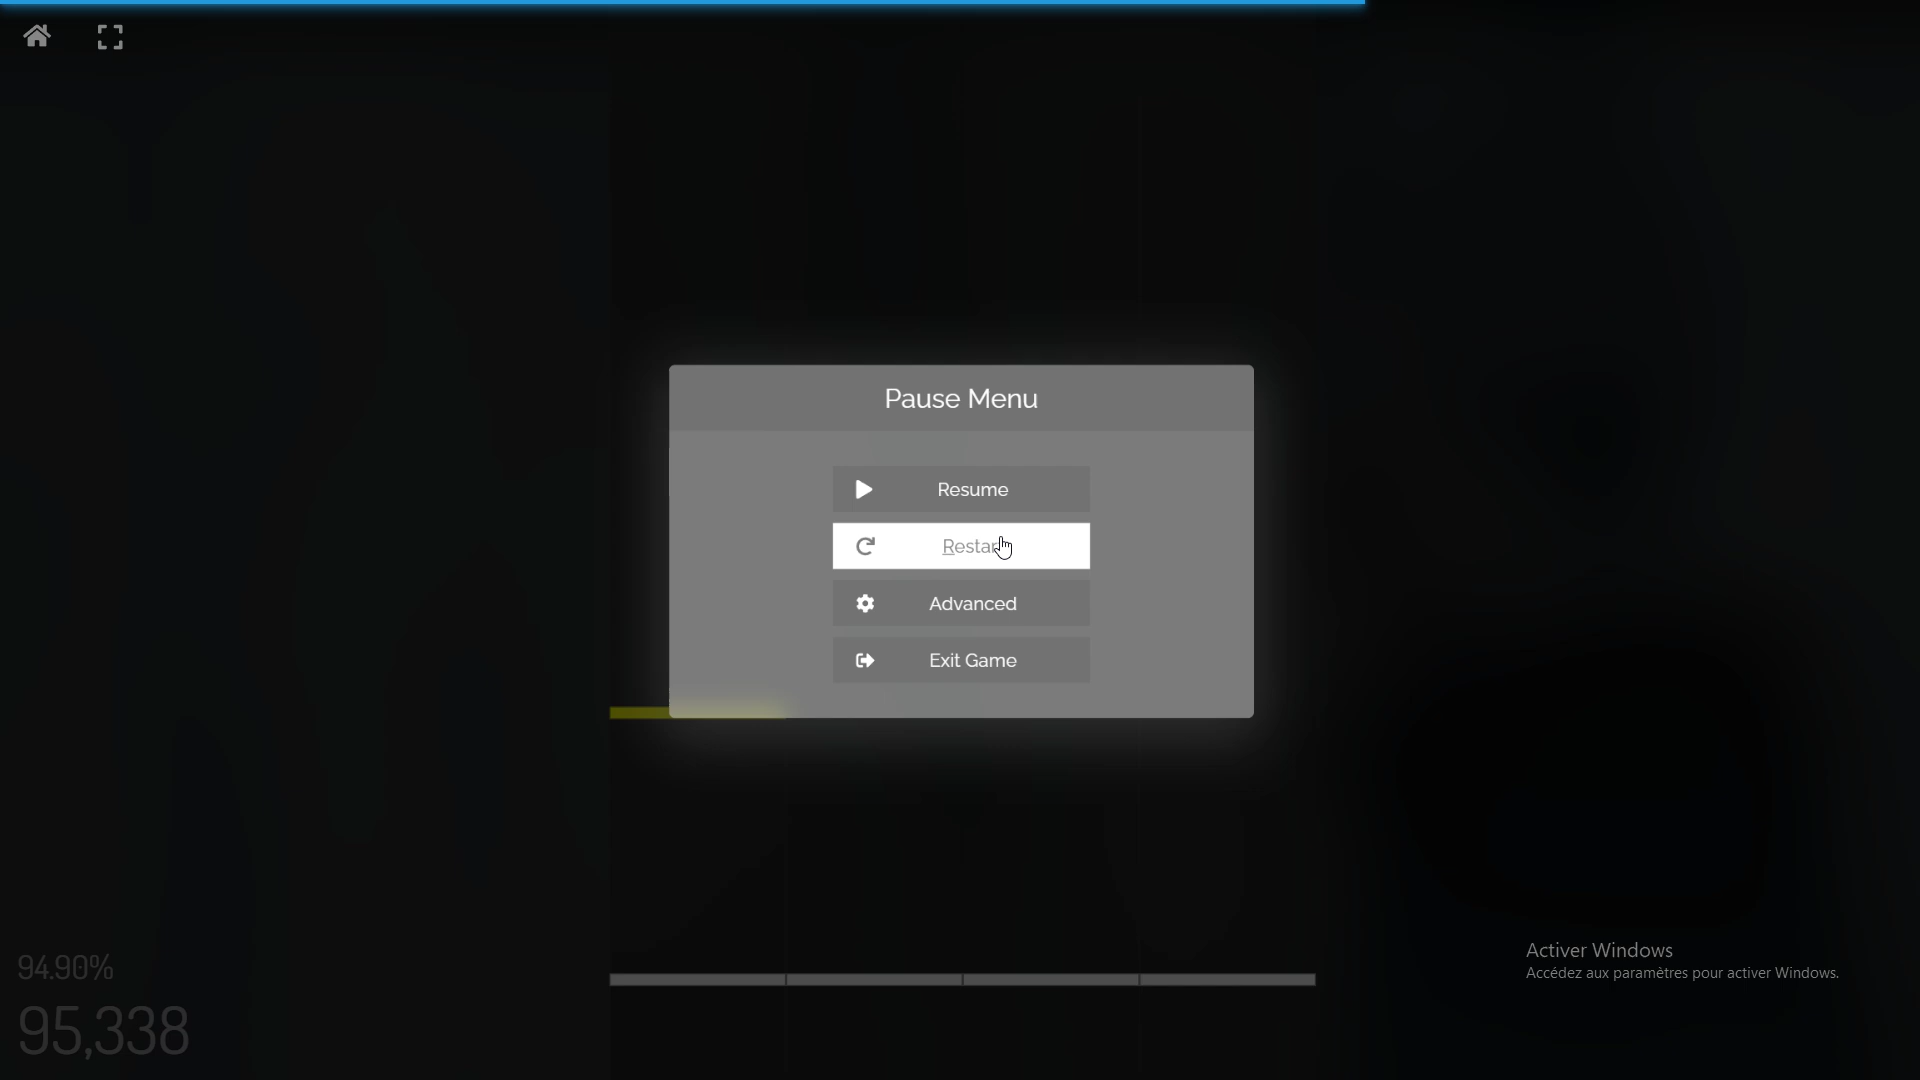 Pause Menu
Resume
Restart
Advanced
Exit Game
94.90%
95,338
Activer Windows
Accédez aux paramètres pour activer Windows.